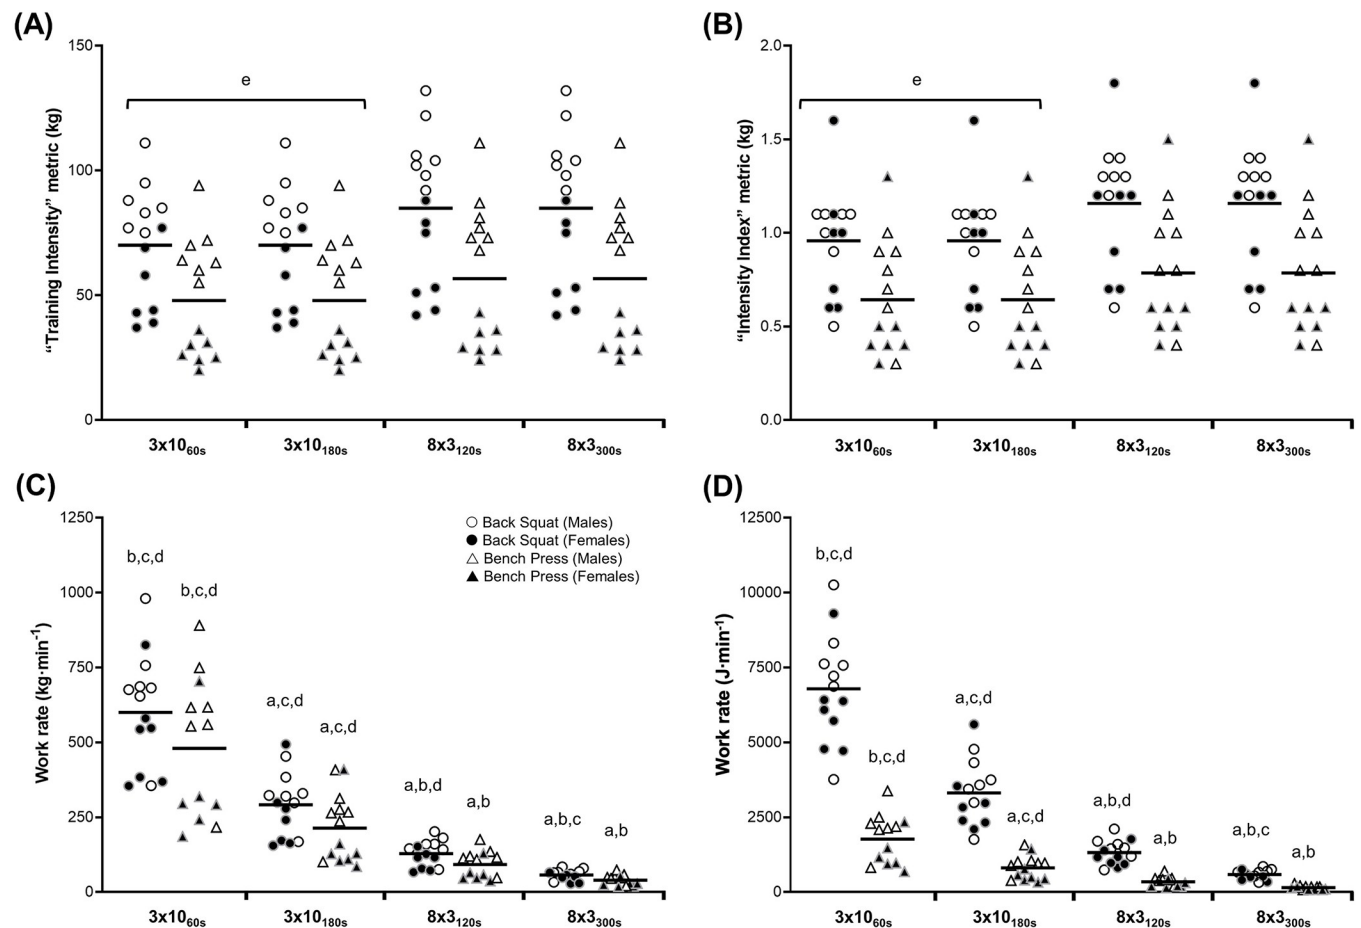 (A)
“Training Intensity” metric (kg)
150
100
50
0
e
3x10₆₀ₛ 3x10₁₈₀ₛ 8x3₁₂₀ₛ 8x3₃₀₀ₛ
(B)
“Intensity Index” metric (kg)
2.0
1.5
1.0
0.5
0.0
e
3x10₆₀ₛ 3x10₁₈₀ₛ 8x3₁₂₀ₛ 8x3₃₀₀ₛ
(C)
Work rate (kg·min⁻¹)
1250
1000
750
500
250
0
Back Squat (Males)
Back Squat (Females)
Bench Press (Males)
Bench Press (Females)
b,c,d
b,c,d
a,c,d
a,c,d
a,b,d
a,b
a,b,c
a,b
3x10₆₀ₛ 3x10₁₈₀ₛ 8x3₁₂₀ₛ 8x3₃₀₀ₛ
(D)
Work rate (J·min⁻¹)
12500
10000
7500
5000
2500
0
b,c,d
b,c,d
a,c,d
a,c,d
a,b,d
a,b
a,b,c
a,b
3x10₆₀ₛ 3x10₁₈₀ₛ 8x3₁₂₀ₛ 8x3₃₀₀ₛ